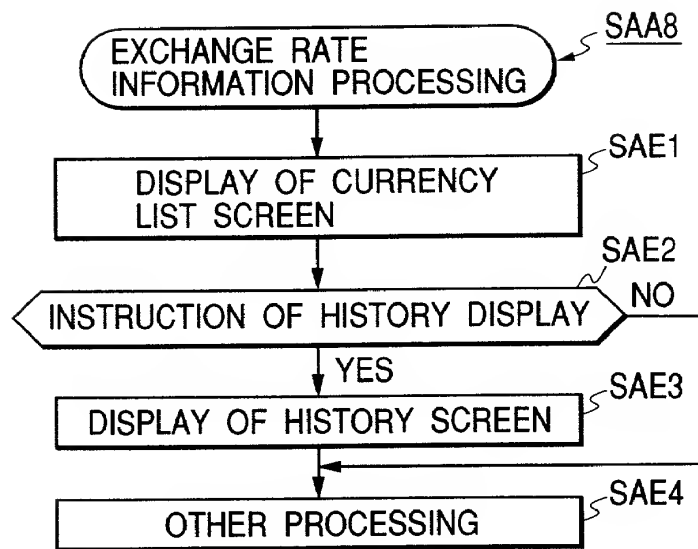 EXCHANGE RATE
INFORMATION PROCESSING
SAA8
SAE1
DISPLAY OF CURRENCY
LIST SCREEN
SAE2
INSTRUCTION OF HISTORY DISPLAY
NO
YES
SAE3
DISPLAY OF HISTORY SCREEN
SAE4
OTHER PROCESSING